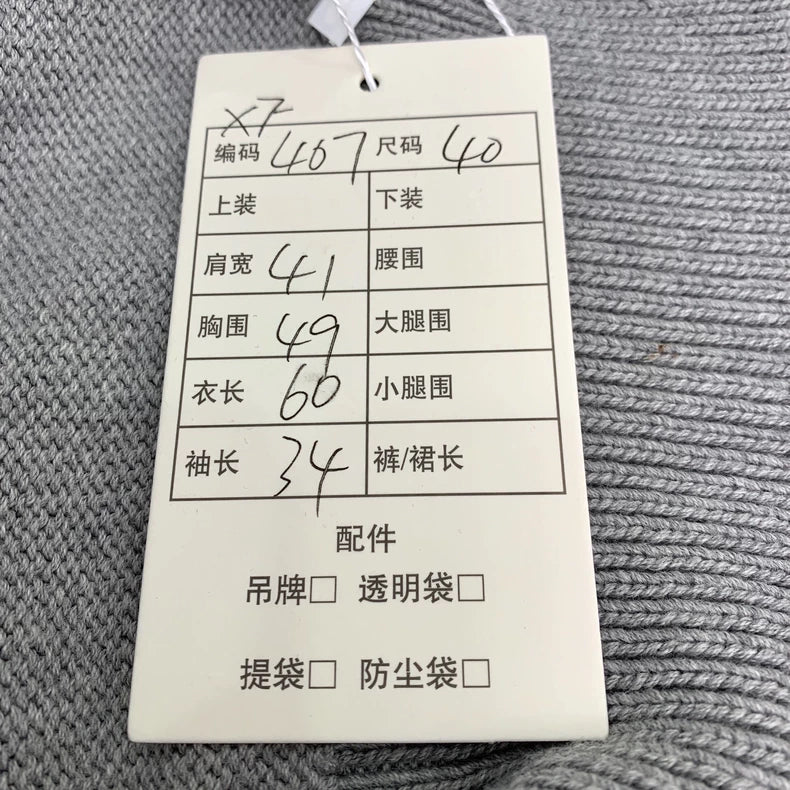 X7
编码 407 尺码 40
上装 下装
肩宽 41 腰围
胸围 49 大腿围
衣长 60 小腿围
袖长 34 裤/裙长
配件
吊牌□ 透明袋□
提袋□ 防尘袋□